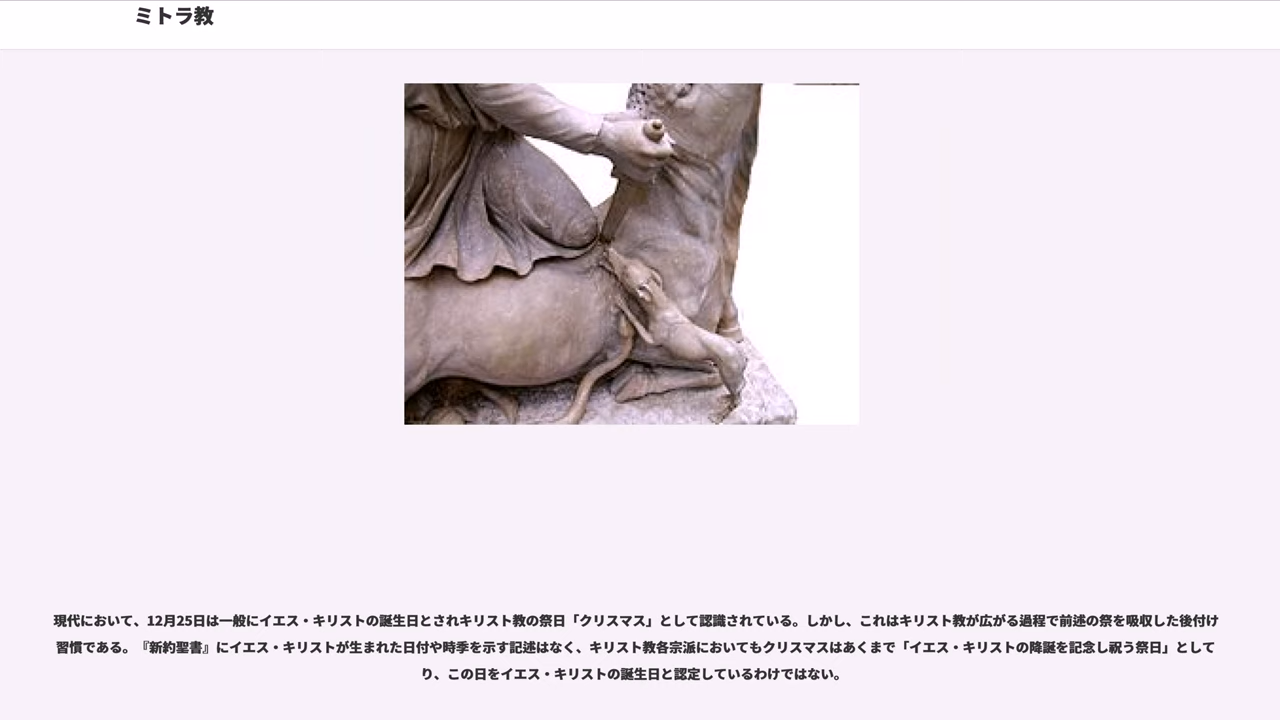 ミトラ教
現代において、12月25日は一般にイエス・キリストの誕生日とされキリスト教の祭日「クリスマス」として認識されている。しかし、これはキリスト教が広がる過程で前述の祭を吸収した後付け
習慣である。『新約聖書』にイエス・キリストが生まれた日付や時季を示す記述はなく、キリスト教各宗派においてもクリスマスはあくまで「イエス・キリストの降誕を記念し祝う祭日」として
り、この日をイエス・キリストの誕生日と認定しているわけではない。